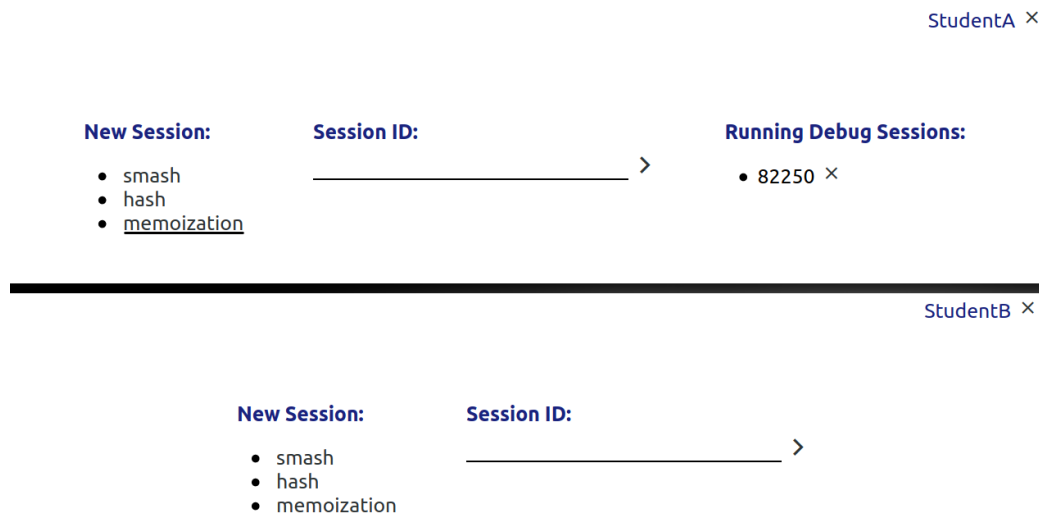 StudentA ×
New Session: Session ID: Running Debug Sessions:
• smash > • 82250 ×
• hash
• memoization
StudentB ×
New Session: Session ID:
• smash >
• hash
• memoization